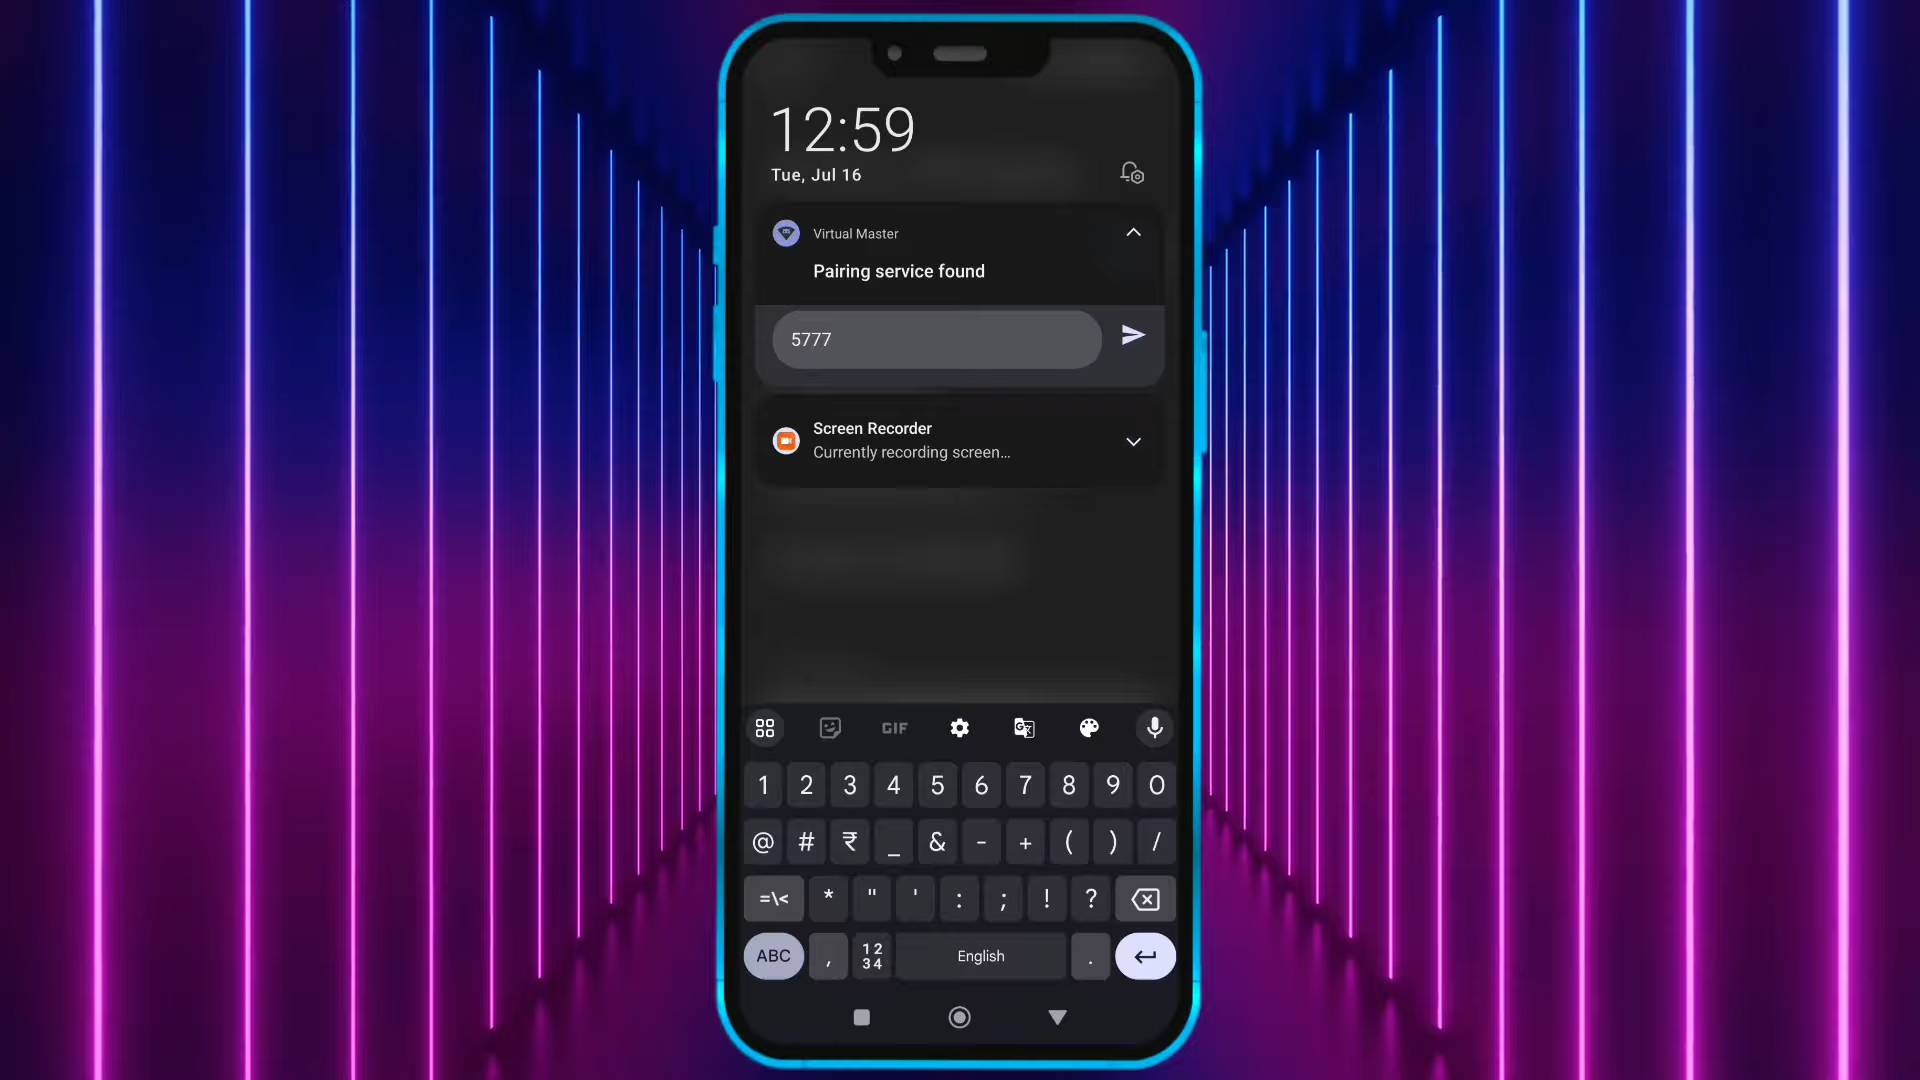 12:59
Tue, Jul 16
Virtual Master
Pairing service found
5777
Screen Recorder
Currently recording screen...
GIF
1 2 3 4 5 6 7 8 9 0
@ # ₹ _ & - + ( ) /
=\< * " ' : ; ! ?
ABC , 12 34 English .